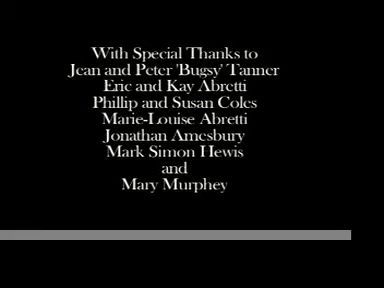 With Special Thanks to
Jean and Peter 'Bugsy' Tanner
Eric and Kay Abretti
Phillip and Susan Coles
Marie-Louise Abretti
Jonathan Amesbury
Mark Simon Hewis
and
Mary Murphey